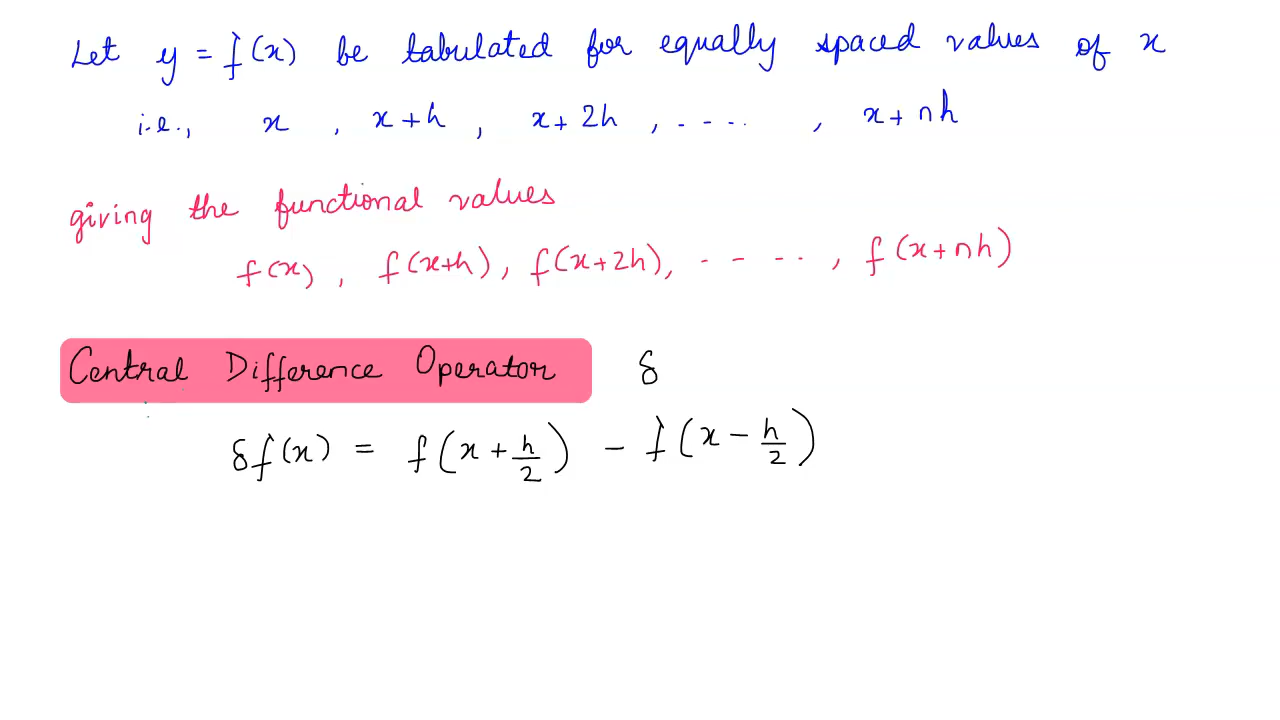 Let y = f(x) be tabulated for equally spaced values of x
i.e., x , x+h , x+2h , ..... , x+nh
giving the functional values
f(x) , f(x+h) , f(x+2h) , ..... , f(x+nh)
Central Difference Operator δ
δf(x) = f(x + h/2) - f(x - h/2)